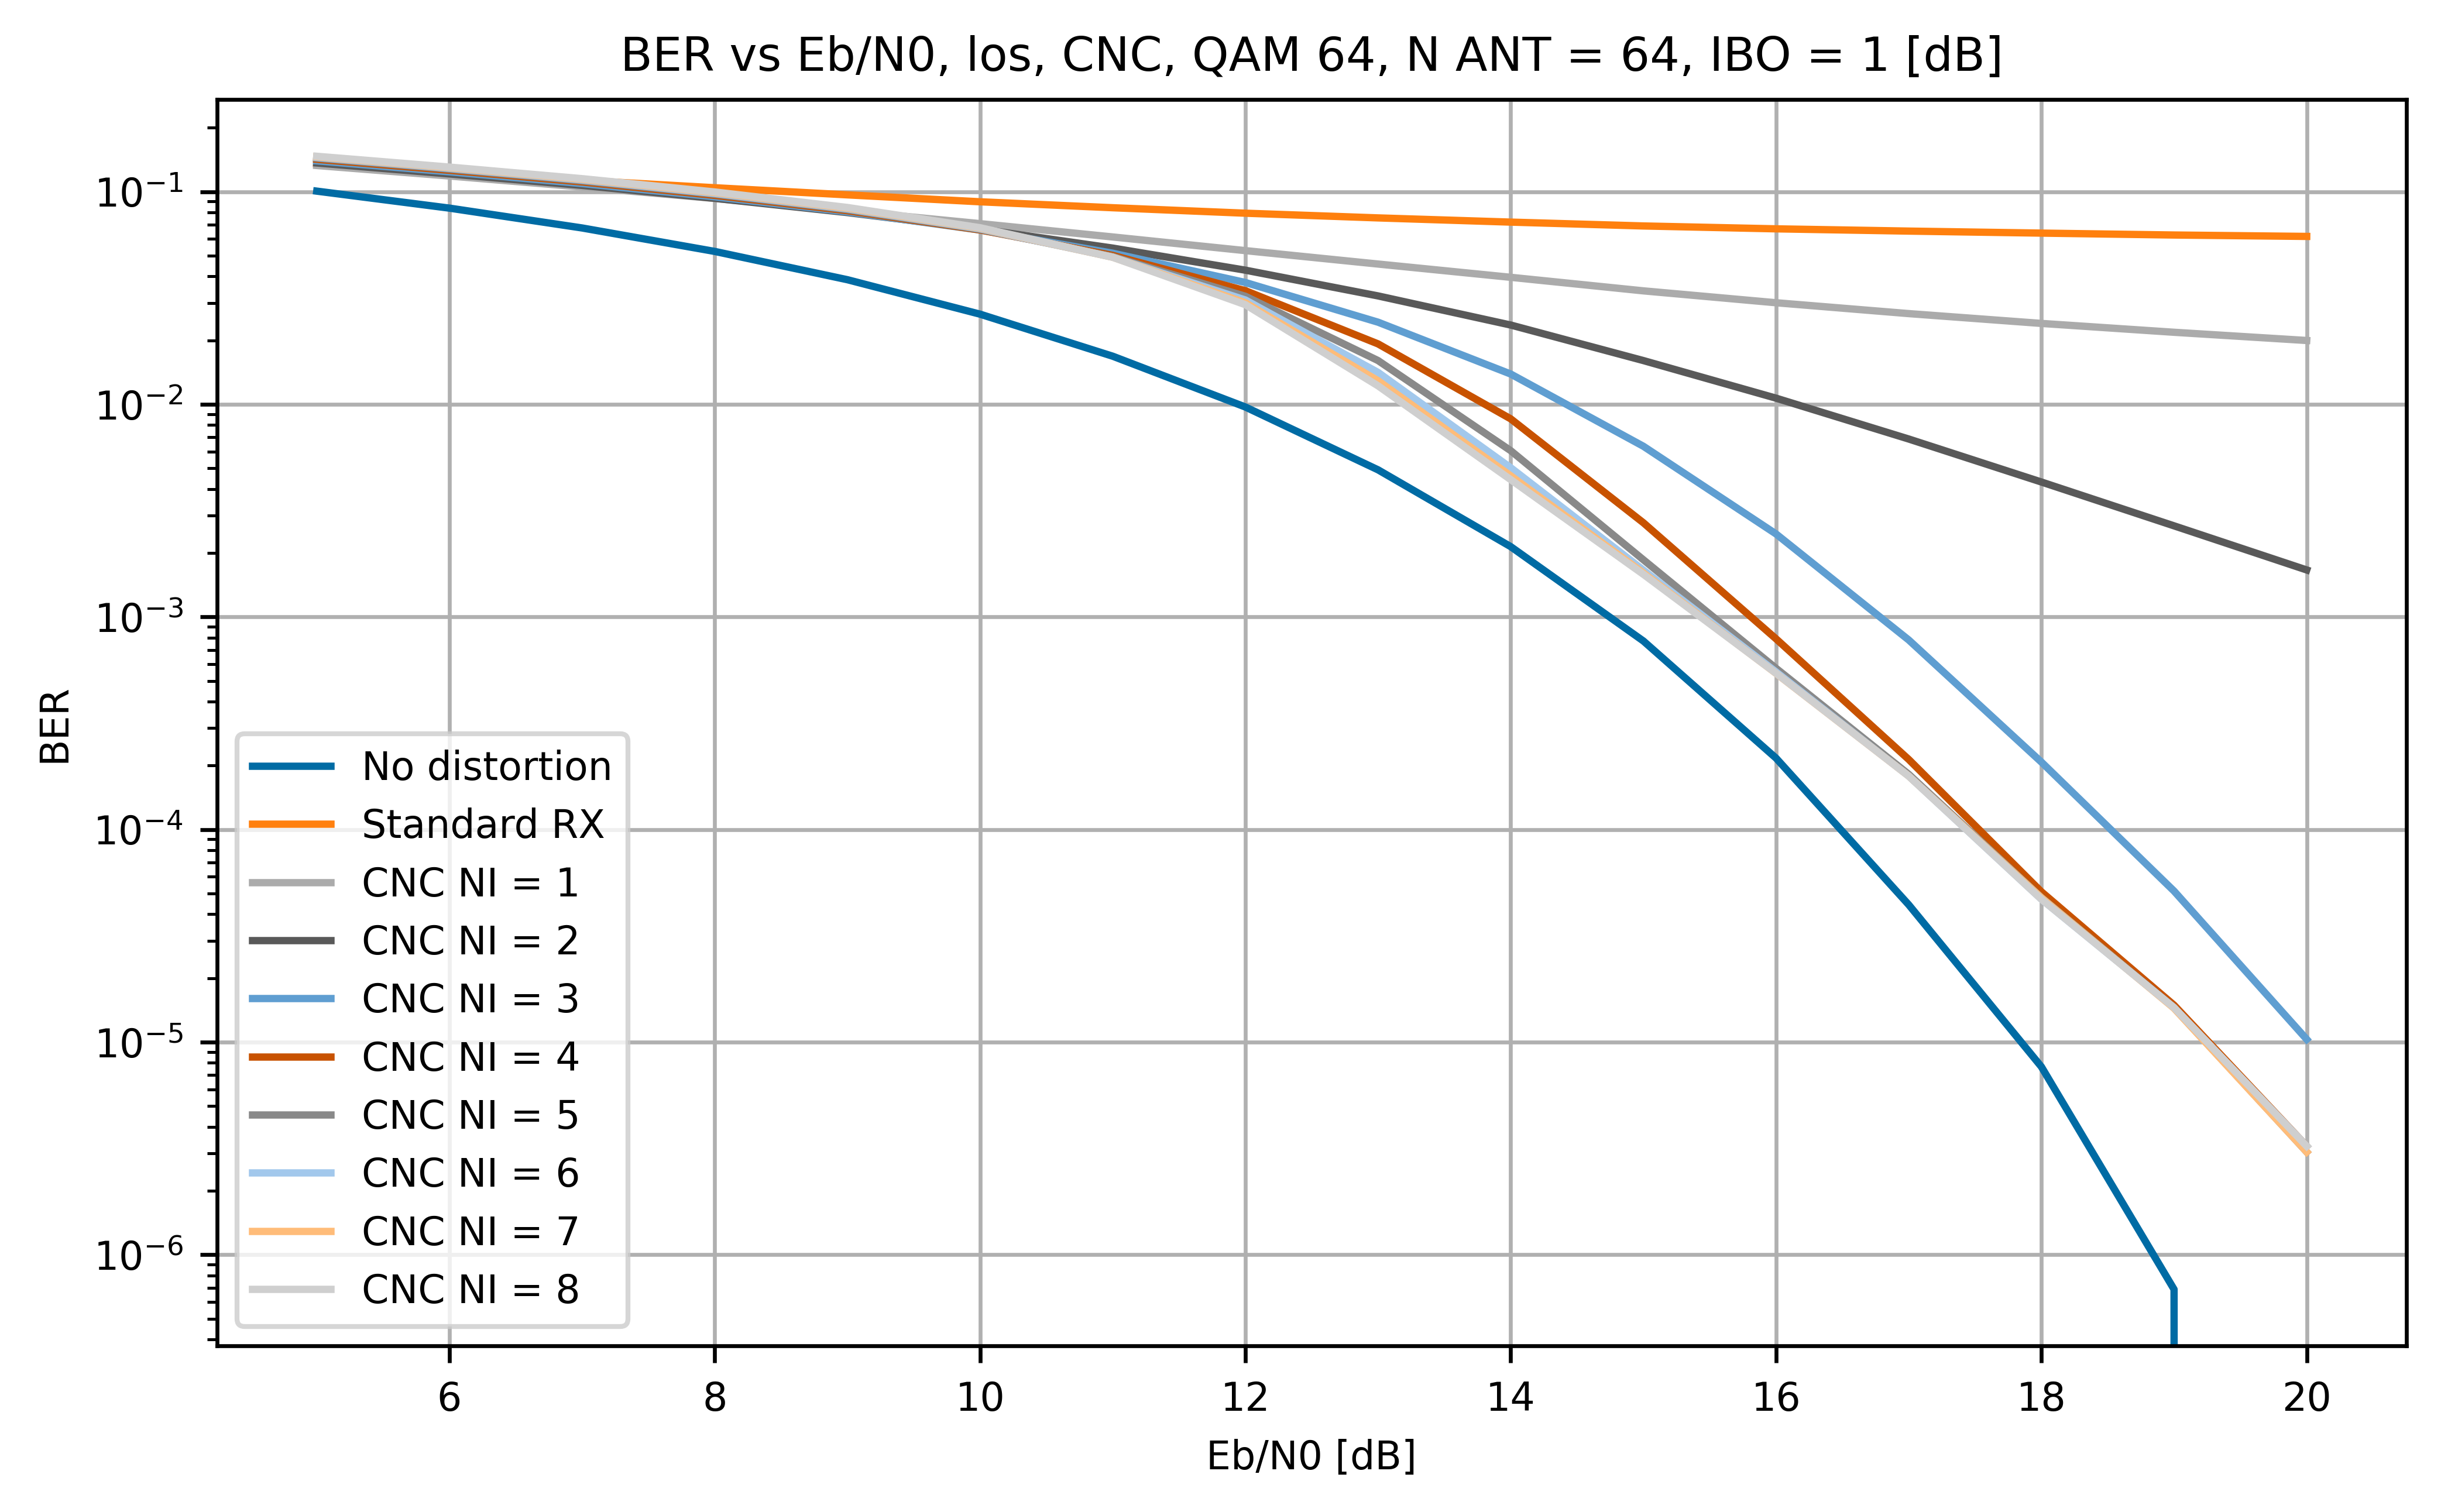 BER vs Eb/N0, los, CNC, QAM 64, N ANT = 64, IBO = 1 [dB]
BER
10⁻¹
10⁻²
10⁻³
10⁻⁴
10⁻⁵
10⁻⁶
No distortion
Standard RX
CNC NI = 1
CNC NI = 2
CNC NI = 3
CNC NI = 4
CNC NI = 5
CNC NI = 6
CNC NI = 7
CNC NI = 8
6 8 10 12 14 16 18 20
Eb/N0 [dB]